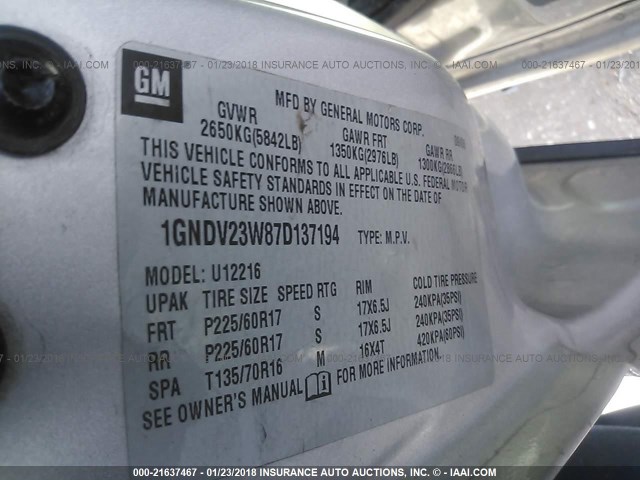 000-21637467 - 01/23/2018 INSURANCE AUTO AUCTIONS, INC. - IAAI.COM
GM
MFD BY GENERAL MOTORS CORP.
GVWR GAWR FRT GAWR RR
2650KG(5842LB) 1350KG(2976LB) 1300KG(2866LB)
THIS VEHICLE CONFORMS TO ALL APPLICABLE U.S. FEDERAL MOTOR
VEHICLE SAFETY STANDARDS IN EFFECT ON THE DATE OF
MANUFACTURE SHOWN ABOVE.
1GNDV23W87D137194 TYPE: M.P.V.
MODEL: U12216
UPAK TIRE SIZE SPEED RTG RIM COLD TIRE PRESSURE
FRT P225/60R17 S 17X6.5J 240KPA(35PSI)
RR P225/60R17 S 17X6.5J 240KPA(35PSI)
SPA T135/70R16 M 16X4T 420KPA(60PSI)
SEE OWNER'S MANUAL FOR MORE INFORMATION.
000-21637467 - 01/23/2018 INSURANCE AUTO AUCTIONS, INC. - IAAI.COM